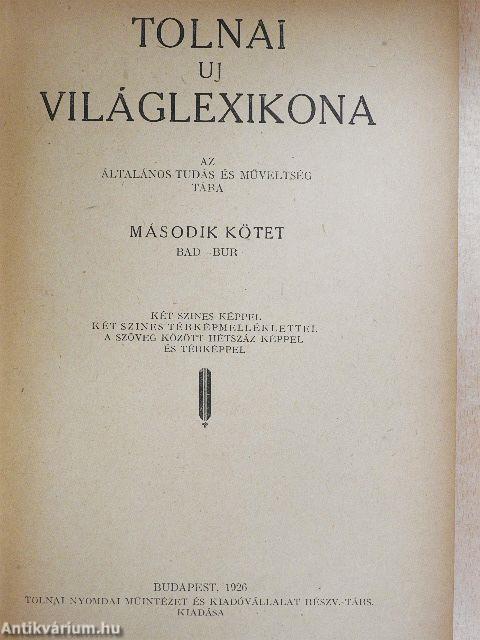 TOLNAI
UJ
VILÁGLEXIKONA
AZ
ÁLTALÁNOS TUDÁS ÉS MŰVELTSÉG
TÁRA
MÁSODIK KÖTET
BAD—BUR
KÉT SZINES KÉPPEL
KÉT SZINES TÉRKÉPMELLÉKLETTEL
A SZÖVEG KÖZÖTT HÉTSZÁZ KÉPPEL
ÉS TÉRKÉPPEL
BUDAPEST, 1926
TOLNAI NYOMDAI MŰINTÉZET ÉS KIADÓVÁLLALAT RÉSZV.-TÁRS.
KIADÁSA
Antikvárium.hu